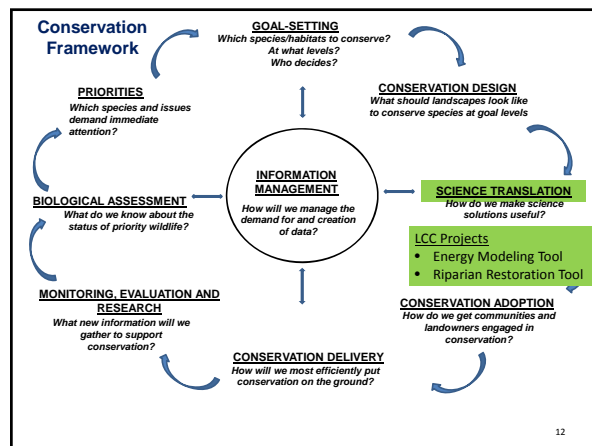 Conservation
Framework
GOAL-SETTING
Which species/habitats to conserve?
At what levels?
Who decides?
CONSERVATION DESIGN
What should landscapes look like
to conserve species at goal levels
SCIENCE TRANSLATION
How do we make science
solutions useful?
LCC Projects
• Energy Modeling Tool
• Riparian Restoration Tool
CONSERVATION ADOPTION
How do we get communities and
landowners engaged in
conservation?
CONSERVATION DELIVERY
How will we most efficiently put
conservation on the ground?
MONITORING, EVALUATION AND
RESEARCH
What new information will we
gather to support
conservation?
BIOLOGICAL ASSESSMENT
What do we know about the
status of priority wildlife?
PRIORITIES
Which species and issues
demand immediate
attention?
INFORMATION
MANAGEMENT
How will we manage the
demand for and creation
of data?
12